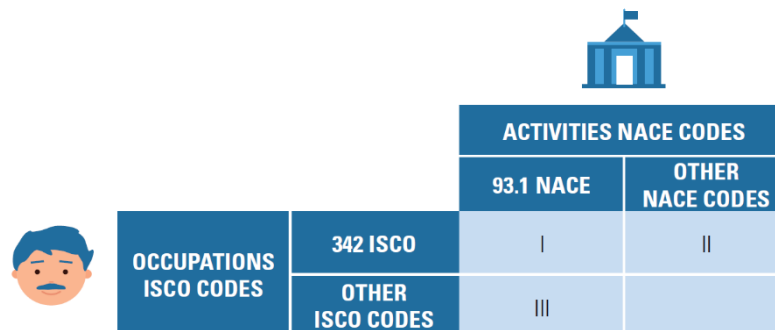 ACTIVITIES NACE CODES
93.1 NACE
OTHER
NACE CODES
OCCUPATIONS
ISCO CODES
342 ISCO
I
II
OTHER
ISCO CODES
III